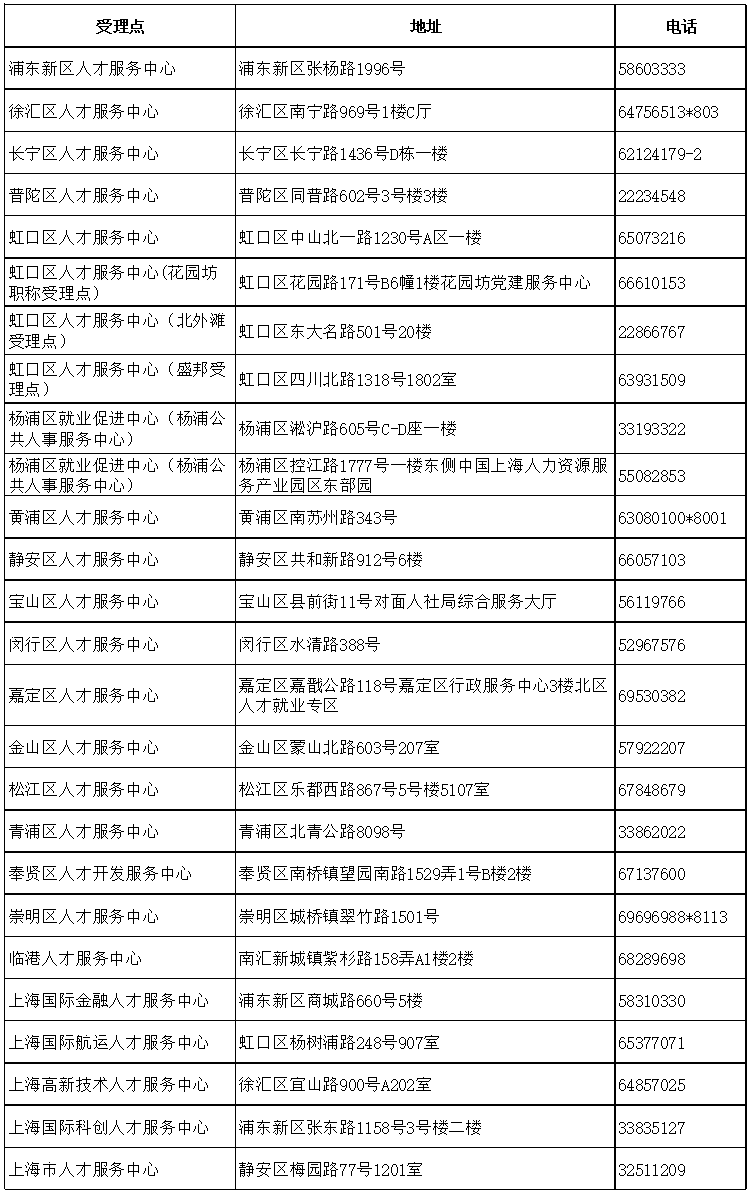 受理点 地址 电话
浦东新区人才服务中心 浦东新区张杨路1996号 58603333
徐汇区人才服务中心 徐汇区南宁路969号1楼C厅 64756513*803
长宁区人才服务中心 长宁区长宁路1436号D栋一楼 62124179-2
普陀区人才服务中心 普陀区同普路602号3号楼3楼 22234548
虹口区人才服务中心 虹口区中山北一路1230号A区一楼 65073216
虹口区人才服务中心(花园坊
职称受理点） 虹口区花园路171号B6幢1楼花园坊党建服务中心 66610153
虹口区人才服务中心（北外滩
受理点） 虹口区东大名路501号20楼 22866767
虹口区人才服务中心（盛邦受
理点） 虹口区四川北路1318号1802室 63931509
杨浦区就业促进中心（杨浦公
共人事服务中心） 杨浦区淞沪路605号C-D座一楼 33193322
杨浦区就业促进中心（杨浦公
共人事服务中心） 杨浦区控江路1777号一楼东侧中国上海人力资源服
务产业园区东部园 55082853
黄浦区人才服务中心 黄浦区南苏州路343号 63080100*8001
静安区人才服务中心 静安区共和新路912号6楼 66057103
宝山区人才服务中心 宝山区县前街11号对面人社局综合服务大厅 56119766
闵行区人才服务中心 闵行区水清路388号 52967576
嘉定区人才服务中心 嘉定区嘉戬公路118号嘉定区行政服务中心3楼北区
人才就业专区 69530382
金山区人才服务中心 金山区蒙山北路603号207室 57922207
松江区人才服务中心 松江区乐都西路867号5号楼5107室 67848679
青浦区人才服务中心 青浦区北青公路8098号 33862022
奉贤区人才开发服务中心 奉贤区南桥镇望园南路1529弄1号B楼2楼 67137600
崇明区人才服务中心 崇明区城桥镇翠竹路1501号 69696988*8113
临港人才服务中心 南汇新城镇紫杉路158弄A1楼2楼 68289698
上海国际金融人才服务中心 浦东新区商城路660号5楼 58310330
上海国际航运人才服务中心 虹口区杨树浦路248号907室 65377071
上海高新技术人才服务中心 徐汇区宜山路900号A202室 64857025
上海国际科创人才服务中心 浦东新区张东路1158号3号楼二楼 33835127
上海市人才服务中心 静安区梅园路77号1201室 32511209